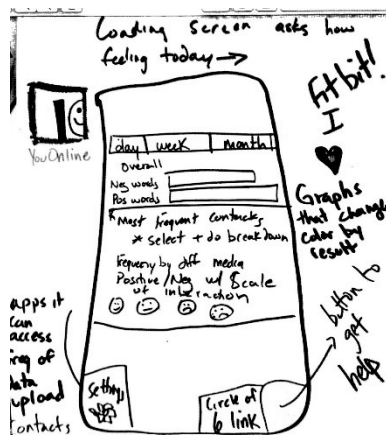 Loading screen asks how
feeling today →
Fitbit!
I
♥
YouOnline
day week month
Overall
Neg words
Pos words
*Most frequent contacts
* select + do breakdown
Frequency by diff media
Positive/Neg w/ Scale
of interaction
Graphs
that change
color by
result
button to
get
help
apps it
can
access
freq of
data
upload
contacts
Settings
Circle of
6 link